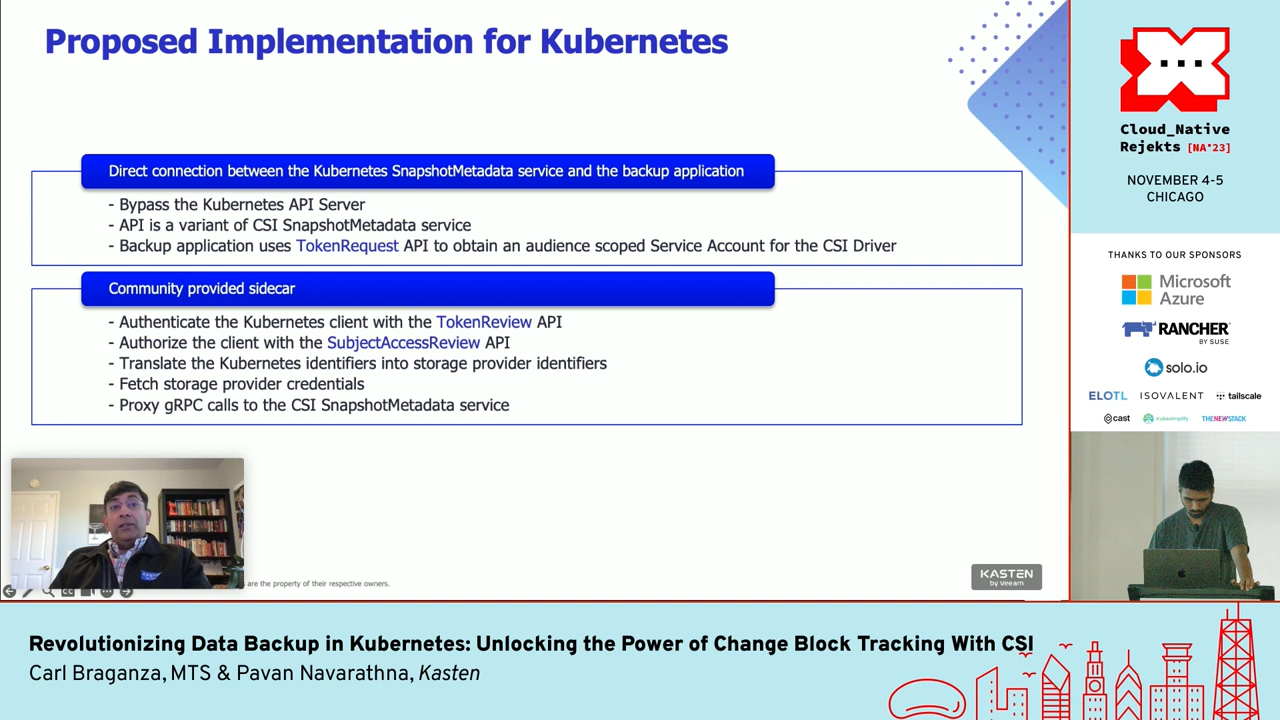 Proposed Implementation for Kubernetes
Direct connection between the Kubernetes SnapshotMetadata service and the backup application
- Bypass the Kubernetes API Server
- API is a variant of CSI SnapshotMetadata service
- Backup application uses TokenRequest API to obtain an audience scoped Service Account for the CSI Driver
Community provided sidecar
- Authenticate the Kubernetes client with the TokenReview API
- Authorize the client with the SubjectAccessReview API
- Translate the Kubernetes identifiers into storage provider identifiers
- Fetch storage provider credentials
- Proxy gRPC calls to the CSI SnapshotMetadata service
are the property of their respective owners.
KASTEN
by Veeam
Cloud_Native
Rejekts [NA'23]
NOVEMBER 4-5
CHICAGO
THANKS TO OUR SPONSORS
Microsoft
Azure
RANCHER
BY SUSE
solo.io
ELOTL ISOVALENT tailscale
cast kubesimplify THENEWSTACK
Revolutionizing Data Backup in Kubernetes: Unlocking the Power of Change Block Tracking With CSI
Carl Braganza, MTS & Pavan Navarathna, Kasten